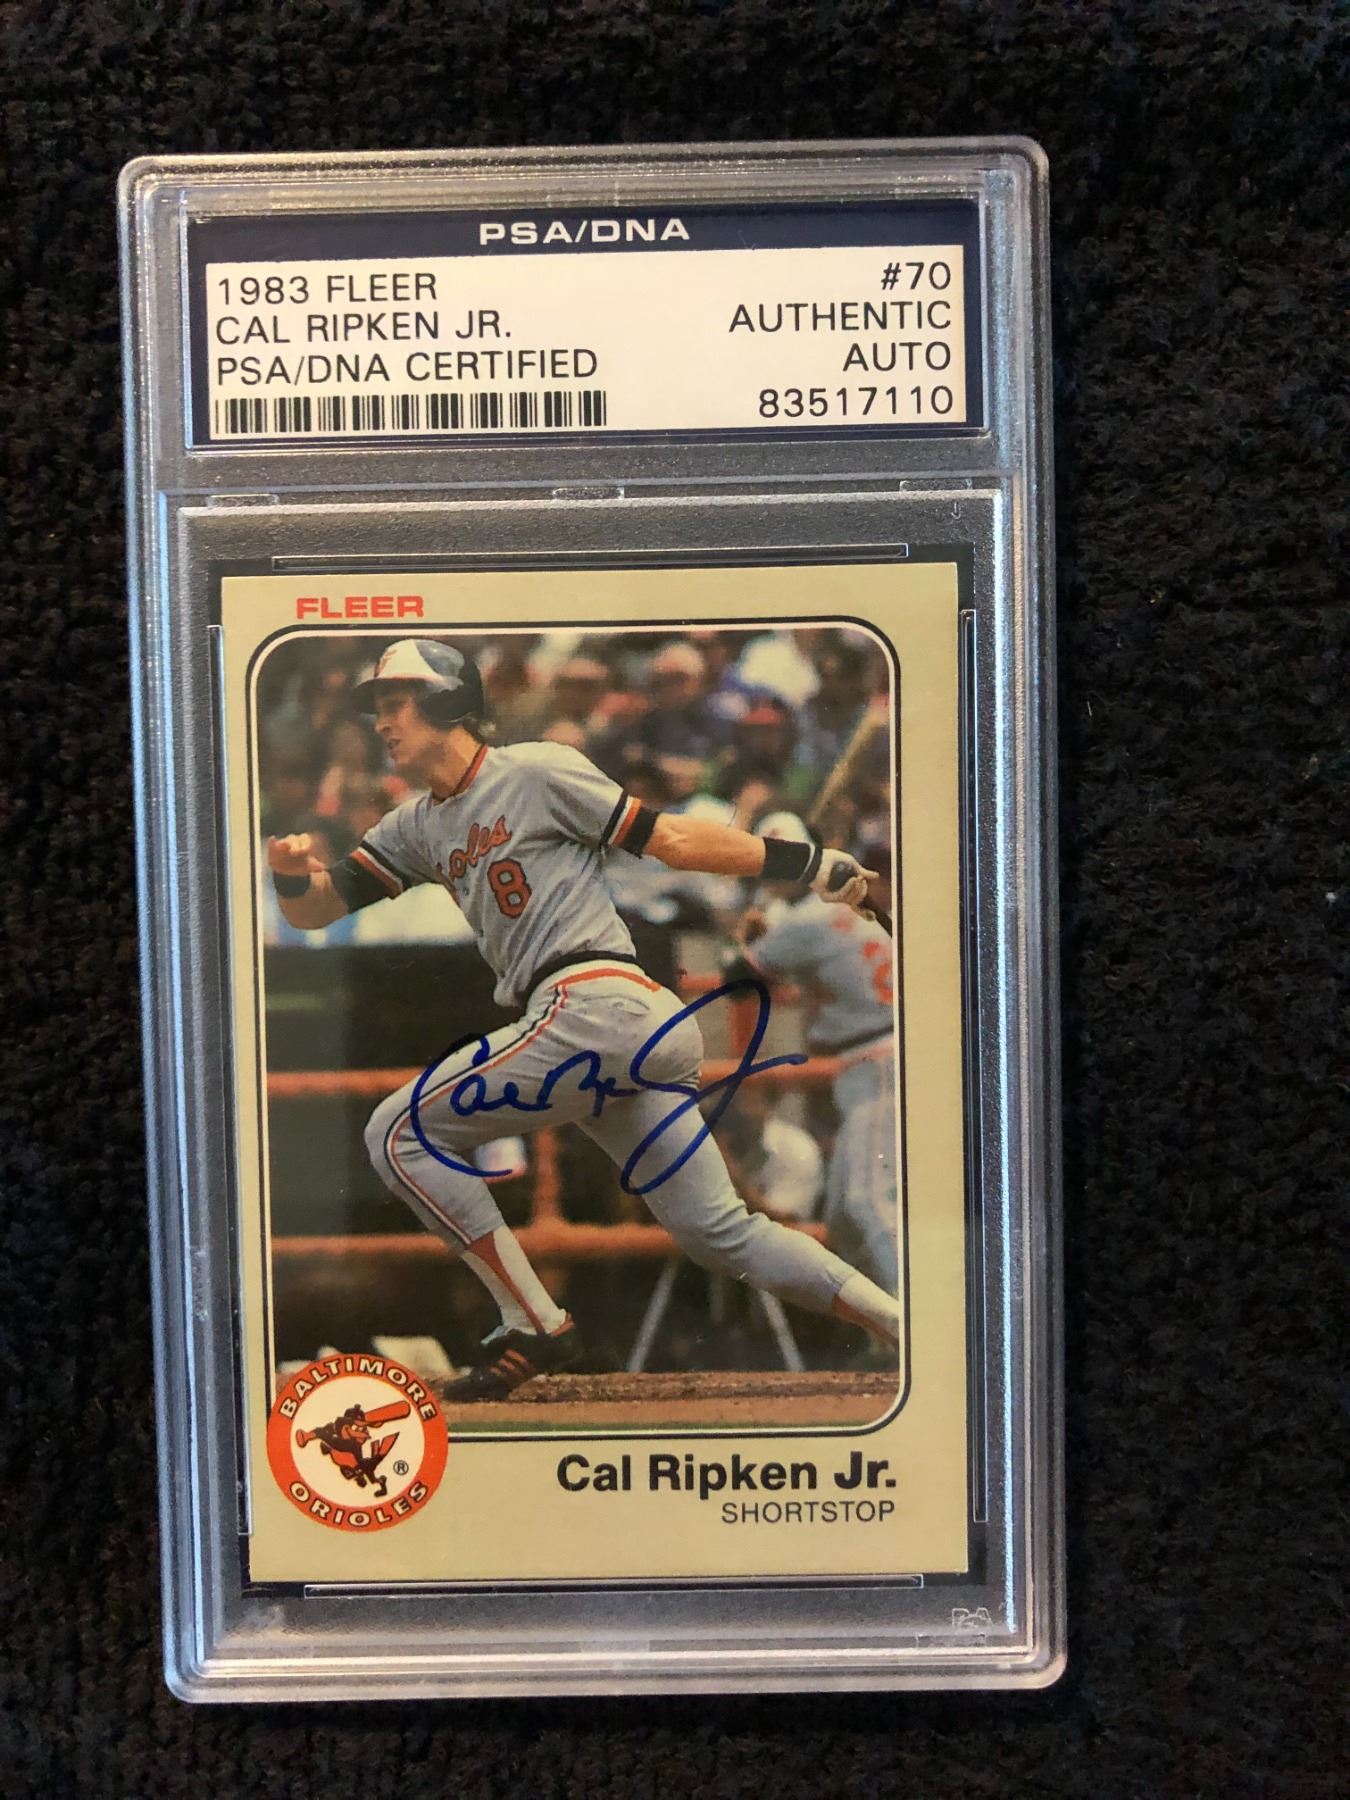 PSA/DNA
1983 FLEER #70
CAL RIPKEN JR. AUTHENTIC
PSA/DNA CERTIFIED AUTO
83517110
FLEER
8
BALTIMORE
ORIOLES
®
Cal Ripken Jr.
SHORTSTOP